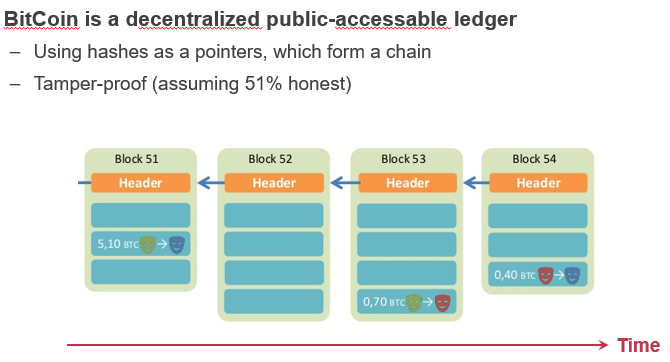 BitCoin is a decentralized public-accessable ledger
– Using hashes as a pointers, which form a chain
– Tamper-proof (assuming 51% honest)
Block 51
Header
5,10 BTC
Block 52
Header
Block 53
Header
0,70 BTC
Block 54
Header
0,40 BTC
Time